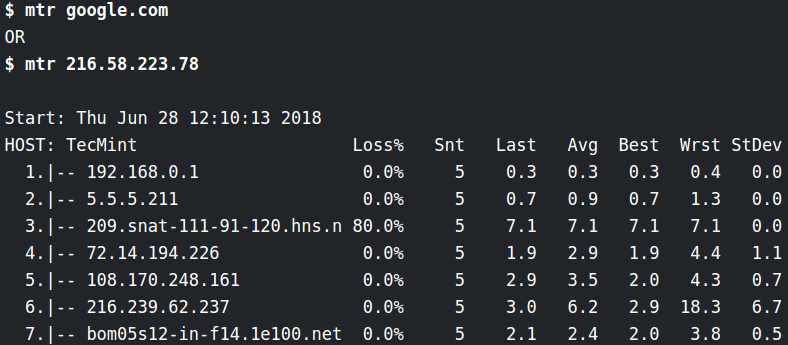 $ mtr google.com
OR
$ mtr 216.58.223.78
Start: Thu Jun 28 12:10:13 2018
HOST: TecMint Loss% Snt Last Avg Best Wrst StDev
1.|-- 192.168.0.1 0.0% 5 0.3 0.3 0.3 0.4 0.0
2.|-- 5.5.5.211 0.0% 5 0.7 0.9 0.7 1.3 0.0
3.|-- 209.snat-111-91-120.hns.n 80.0% 5 7.1 7.1 7.1 7.1 0.0
4.|-- 72.14.194.226 0.0% 5 1.9 2.9 1.9 4.4 1.1
5.|-- 108.170.248.161 0.0% 5 2.9 3.5 2.0 4.3 0.7
6.|-- 216.239.62.237 0.0% 5 3.0 6.2 2.9 18.3 6.7
7.|-- bom05s12-in-f14.1e100.net 0.0% 5 2.1 2.4 2.0 3.8 0.5